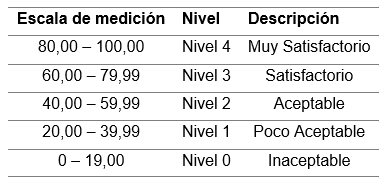 Escala de medición Nivel Descripción
80,00 – 100,00 Nivel 4 Muy Satisfactorio
60,00 – 79,99 Nivel 3 Satisfactorio
40,00 – 59,99 Nivel 2 Aceptable
20,00 – 39,99 Nivel 1 Poco Aceptable
0 – 19,00 Nivel 0 Inaceptable